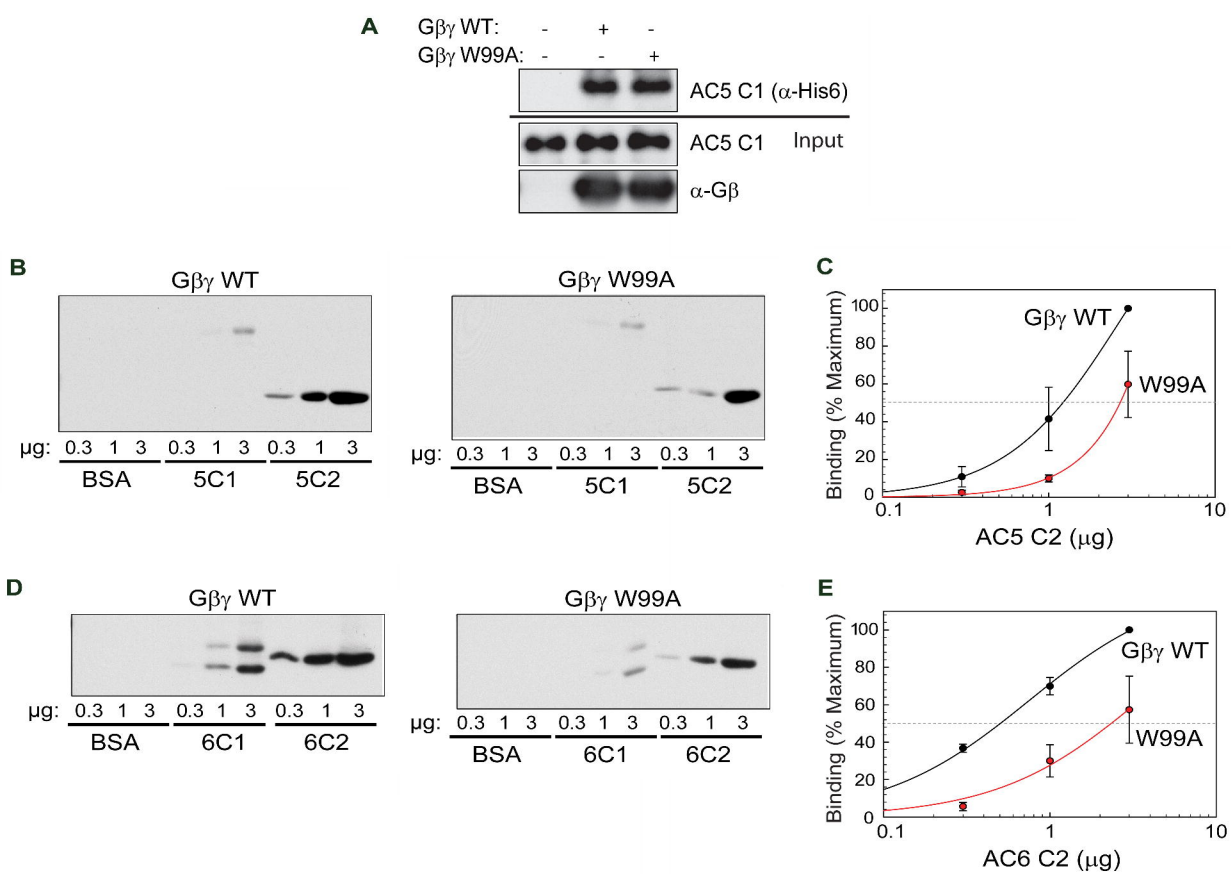 A
Gβγ WT: - + -
Gβγ W99A: - - +
AC5 C1 (α-His6)
AC5 C1 Input
α-Gβ
B
Gβγ WT
μg: 0.3 1 3 0.3 1 3 0.3 1 3
BSA 5C1 5C2
Gβγ W99A
μg: 0.3 1 3 0.3 1 3 0.3 1 3
BSA 5C1 5C2
C
Binding (% Maximum)
100
80
60
40
20
0
Gβγ WT
W99A
0.1 1 10
AC5 C2 (μg)
D
Gβγ WT
μg: 0.3 1 3 0.3 1 3 0.3 1 3
BSA 6C1 6C2
Gβγ W99A
μg: 0.3 1 3 0.3 1 3 0.3 1 3
BSA 6C1 6C2
E
Binding (% Maximum)
100
80
60
40
20
0
Gβγ WT
W99A
0.1 1 10
AC6 C2 (μg)